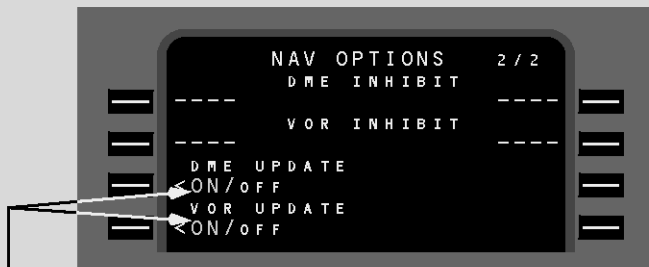 NAV OPTIONS 2/2
DME INHIBIT
---- ----
VOR INHIBIT
---- ----
DME UPDATE
<ON/OFF
VOR UPDATE
<ON/OFF